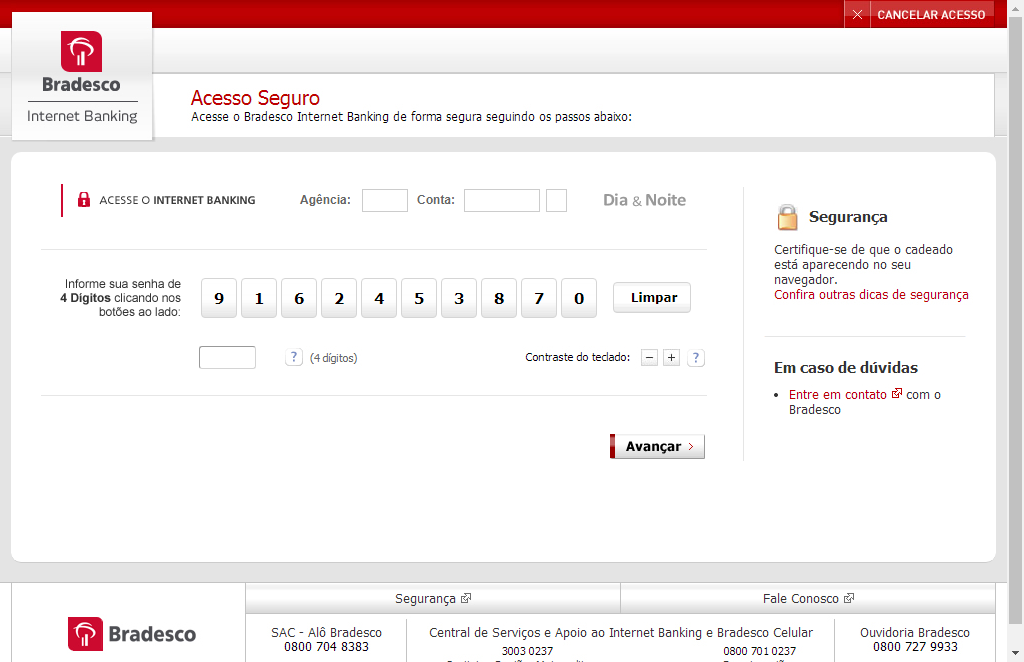 CANCELAR ACESSO
Bradesco
Internet Banking
Acesso Seguro
Acesse o Bradesco Internet Banking de forma segura seguindo os passos abaixo:
ACESSE O INTERNET BANKING
Agência:
Conta:
Dia & Noite
Informe sua senha de
4 Dígitos clicando nos
botões ao lado:
9 1 6 2 4 5 3 8 7 0
Limpar
? (4 dígitos)
Contraste do teclado: − + ?
Avançar
Segurança
Certifique-se de que o cadeado
está aparecendo no seu
navegador.
Confira outras dicas de segurança
Em caso de dúvidas
Entre em contato com o
Bradesco
Segurança
Fale Conosco
Bradesco
SAC - Alô Bradesco
0800 704 8383
Central de Serviços e Apoio ao Internet Banking e Bradesco Celular
3003 0237
0800 701 0237
Ouvidoria Bradesco
0800 727 9933